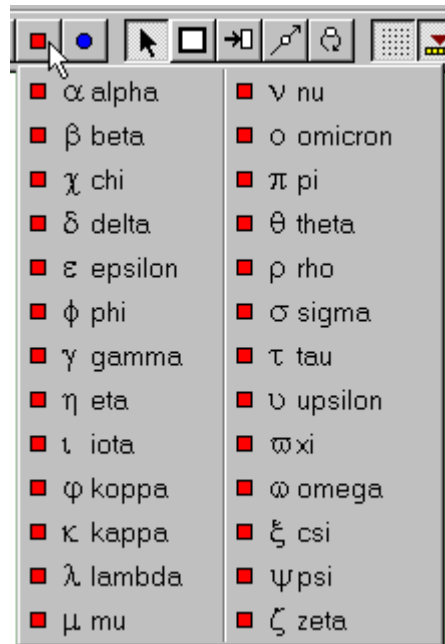 α alpha
β beta
χ chi
δ delta
ε epsilon
ϕ phi
γ gamma
η eta
ι iota
φ koppa
κ kappa
λ lambda
μ mu
ν nu
ο omicron
π pi
θ theta
ρ rho
σ sigma
τ tau
υ upsilon
ϖ xi
ω omega
ξ csi
ψ psi
ζ zeta